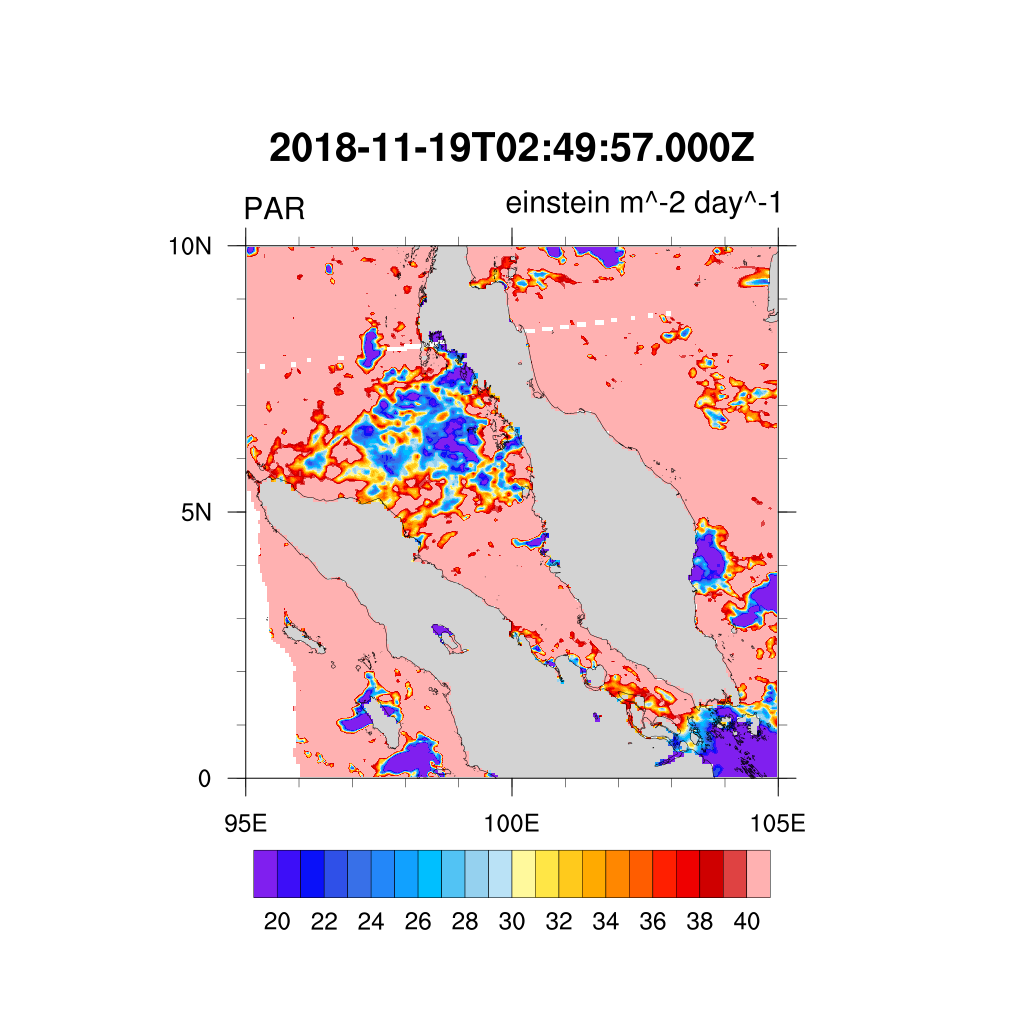 2018-11-19T02:49:57.000Z
PAR einstein m^-2 day^-1
10N
5N
0
95E 100E 105E
20 22 24 26 28 30 32 34 36 38 40